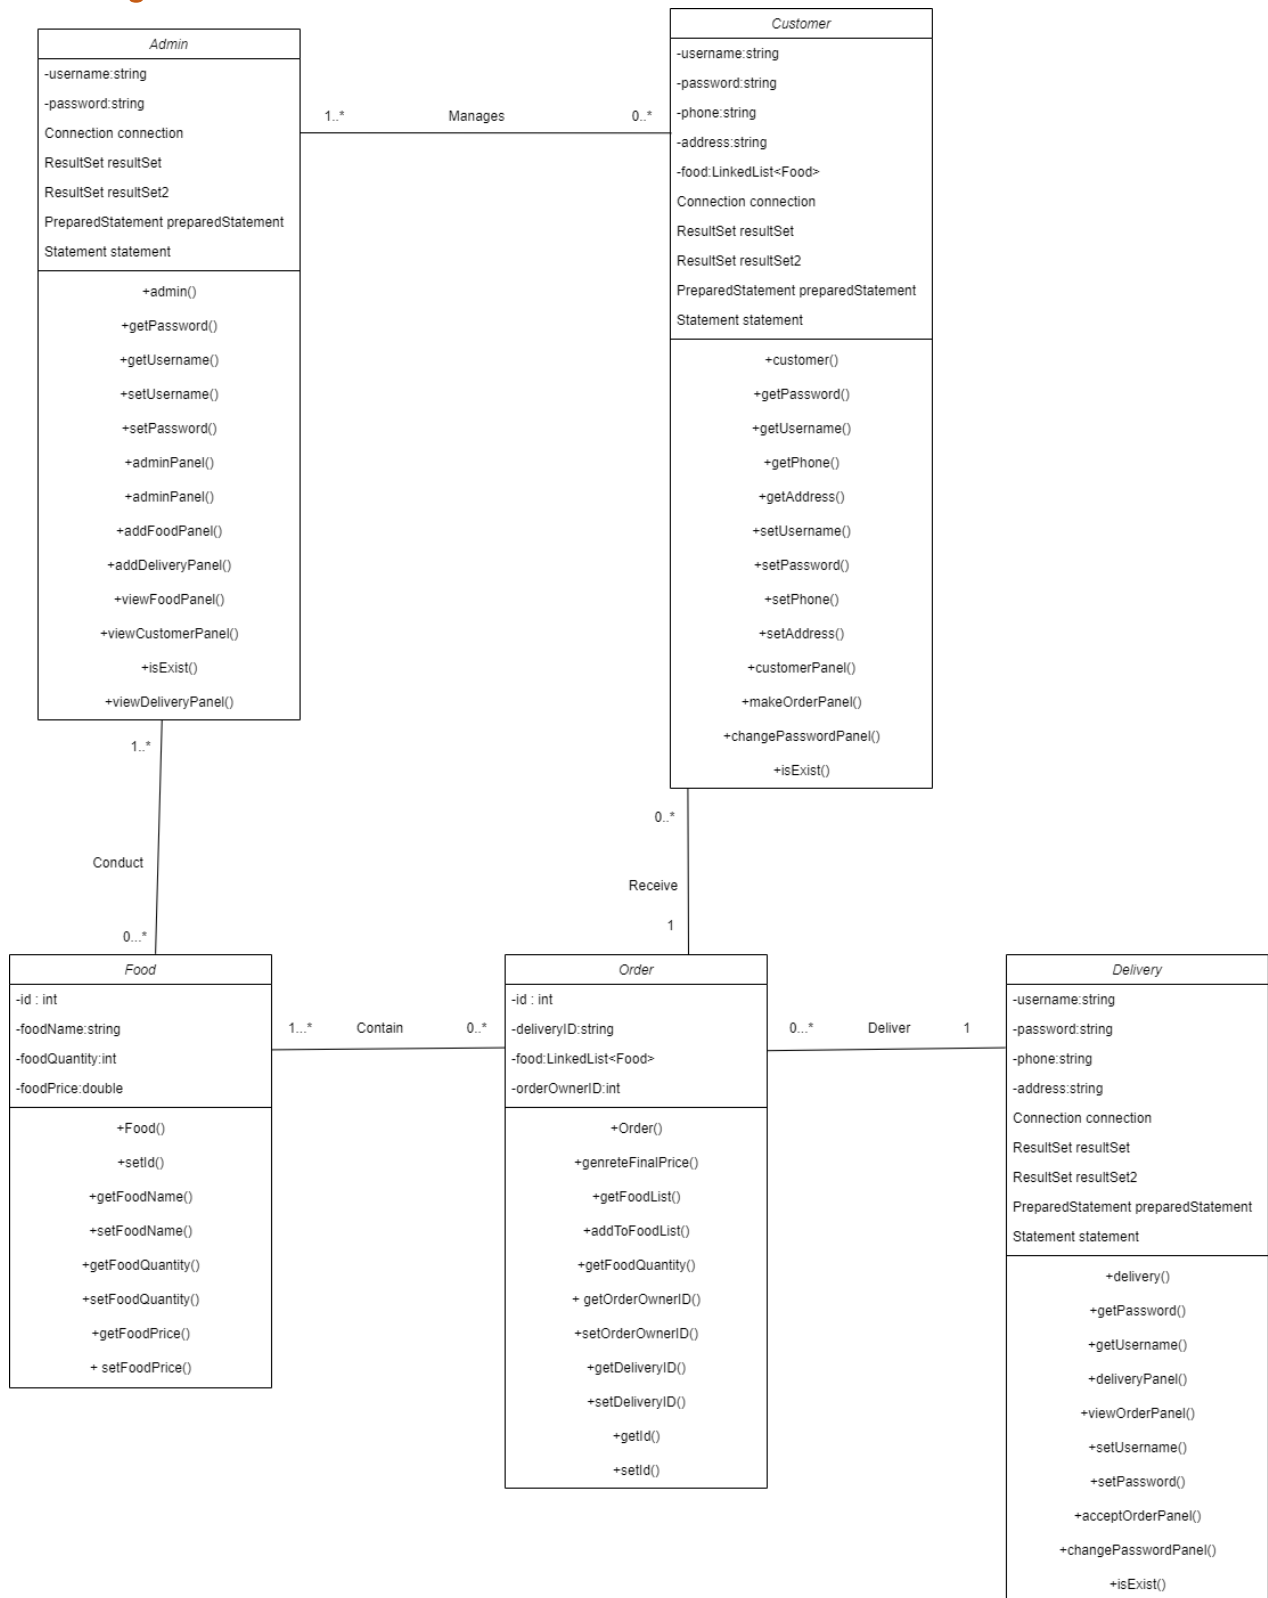 Admin
-username:string
-password:string
Connection connection
ResultSet resultSet
ResultSet resultSet2
PreparedStatement preparedStatement
Statement statement
+admin()
+getPassword()
+getUsername()
+setUsername()
+setPassword()
+adminPanel()
+adminPanel()
+addFoodPanel()
+addDeliveryPanel()
+viewFoodPanel()
+viewCustomerPanel()
+isExist()
+viewDeliveryPanel()
1..*
Manages
0..*
Customer
-username:string
-password:string
-phone:string
-address:string
-food:LinkedList<Food>
Connection connection
ResultSet resultSet
ResultSet resultSet2
PreparedStatement preparedStatement
Statement statement
+customer()
+getPassword()
+getUsername()
+getPhone()
+getAddress()
+setUsername()
+setPassword()
+setPhone()
+setAddress()
+customerPanel()
+makeOrderPanel()
+changePasswordPanel()
+isExist()
1..*
Conduct
0...*
0..*
Receive
1
Food
-id : int
-foodName:string
-foodQuantity:int
-foodPrice:double
+Food()
+setId()
+getFoodName()
+setFoodName()
+getFoodQuantity()
+setFoodQuantity()
+getFoodPrice()
+ setFoodPrice()
1...*
Contain
0..*
Order
-id : int
-deliveryID:string
-food:LinkedList<Food>
-orderOwnerID:int
+Order()
+genreteFinalPrice()
+getFoodList()
+addToFoodList()
+getFoodQuantity()
+ getOrderOwnerID()
+setOrderOwnerID()
+getDeliveryID()
+setDeliveryID()
+getId()
+setId()
0...*
Deliver
1
Delivery
-username:string
-password:string
-phone:string
-address:string
Connection connection
ResultSet resultSet
ResultSet resultSet2
PreparedStatement preparedStatement
Statement statement
+delivery()
+getPassword()
+getUsername()
+deliveryPanel()
+viewOrderPanel()
+setUsername()
+setPassword()
+acceptOrderPanel()
+changePasswordPanel()
+isExist()